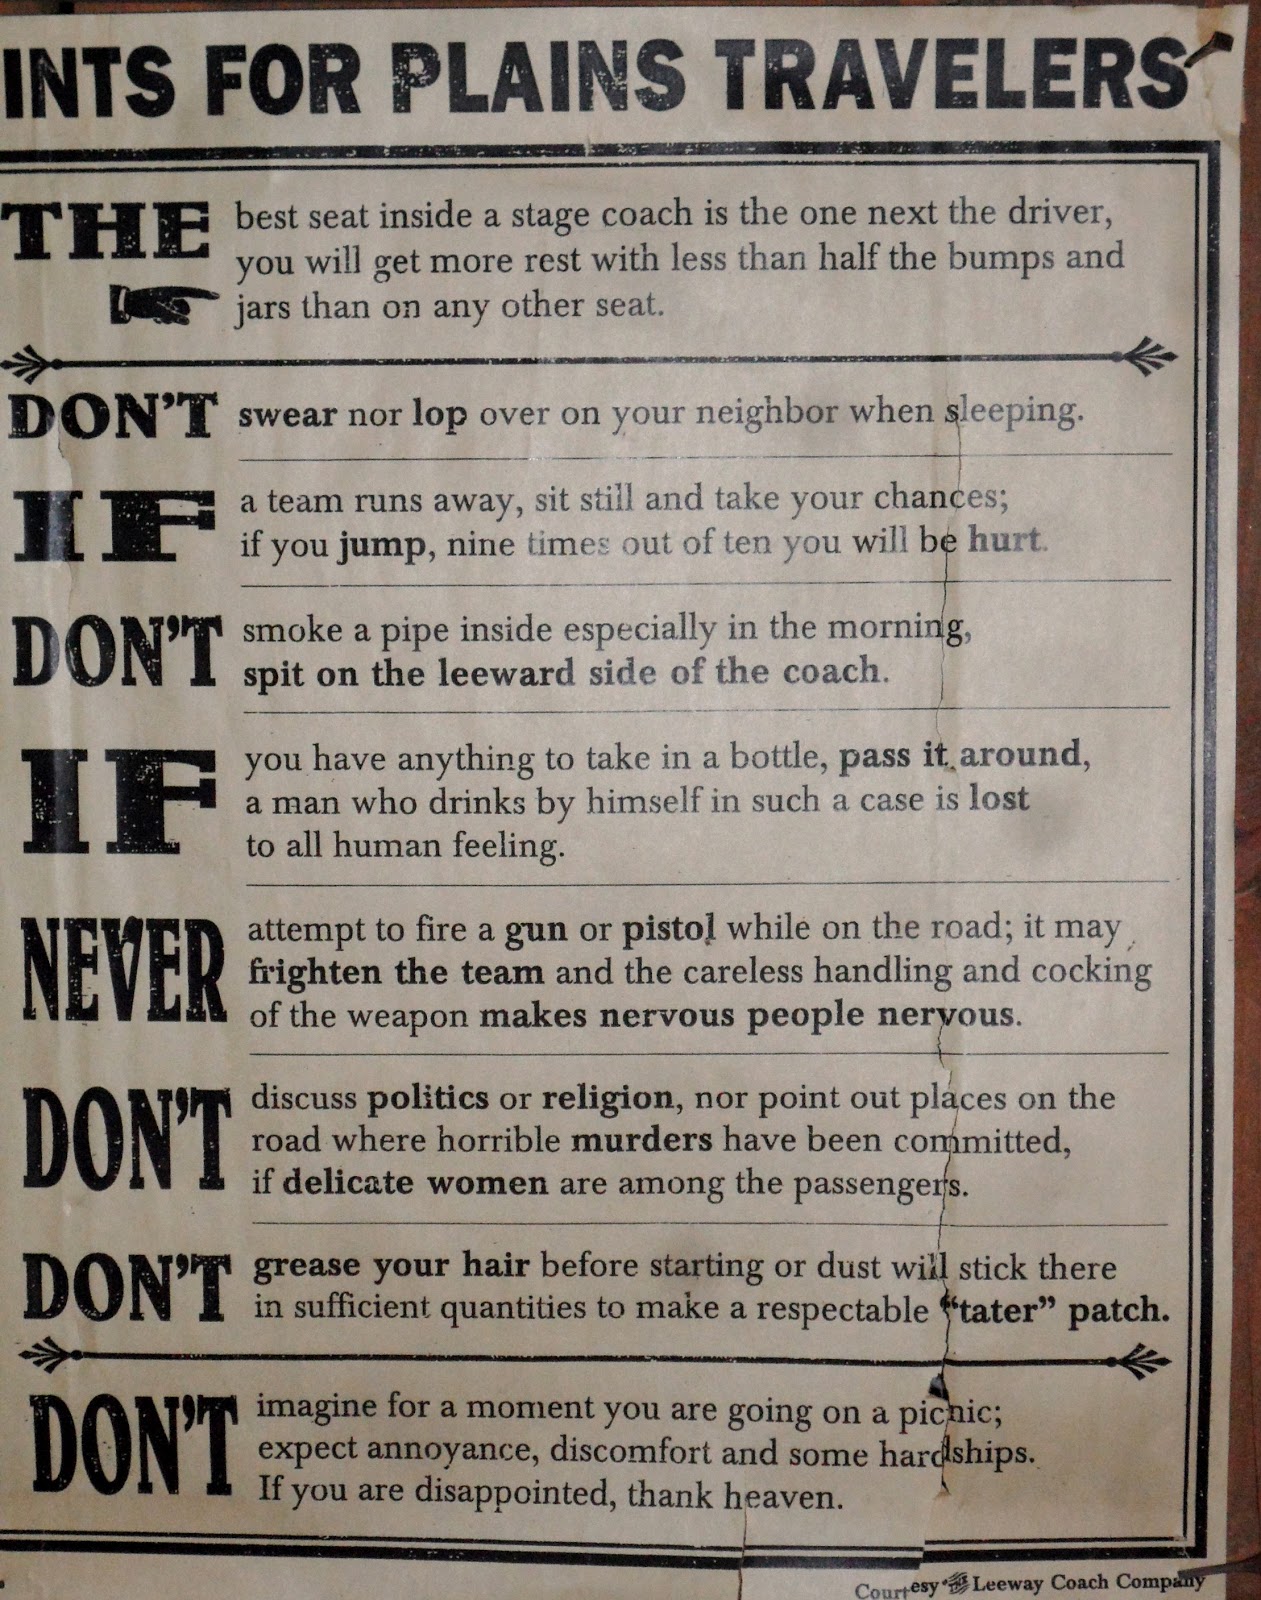 INTS FOR PLAINS TRAVELERS
THE best seat inside a stage coach is the one next the driver,
you will get more rest with less than half the bumps and
jars than on any other seat.
DON'T swear nor lop over on your neighbor when sleeping.
IF a team runs away, sit still and take your chances;
if you jump, nine times out of ten you will be hurt.
DON'T smoke a pipe inside especially in the morning,
spit on the leeward side of the coach.
IF you have anything to take in a bottle, pass it around,
a man who drinks by himself in such a case is lost
to all human feeling.
NEVER attempt to fire a gun or pistol while on the road; it may
frighten the team and the careless handling and cocking
of the weapon makes nervous people nervous.
DON'T discuss politics or religion, nor point out places on the
road where horrible murders have been committed,
if delicate women are among the passengers.
DON'T grease your hair before starting or dust will stick there
in sufficient quantities to make a respectable “tater” patch.
DON'T imagine for a moment you are going on a picnic;
expect annoyance, discomfort and some hardships.
If you are disappointed, thank heaven.
Courtesy THE Leeway Coach Company